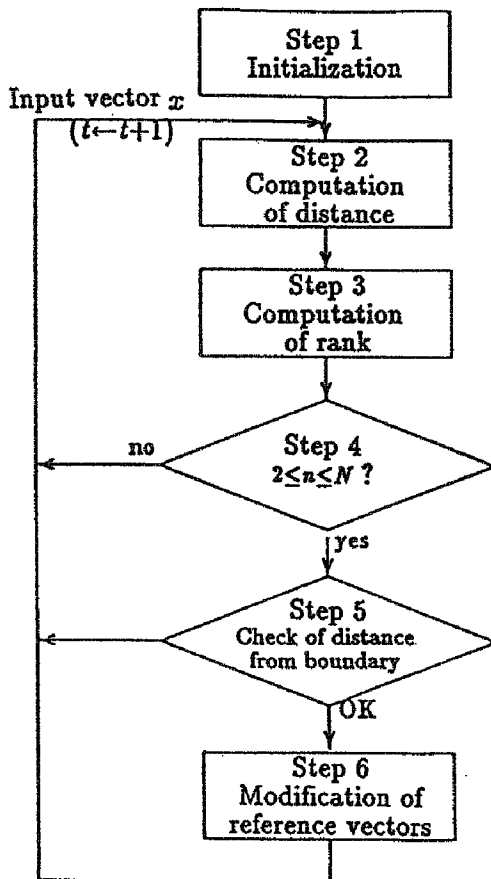 Step 1
Initialization
Input vector x
(t←t+1)
Step 2
Computation
of distance
Step 3
Computation
of rank
Step 4
2≤n≤N ?
no
yes
Step 5
Check of distance
from boundary
OK
Step 6
Modification of
reference vectors